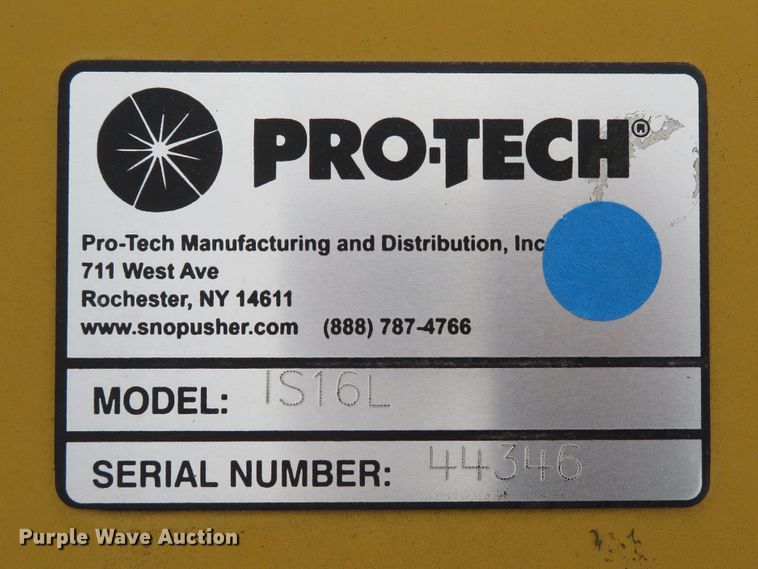 PRO-TECH®
Pro-Tech Manufacturing and Distribution, Inc
711 West Ave
Rochester, NY 14611
www.snopusher.com (888) 787-4766
MODEL: IS16L
SERIAL NUMBER: 44346
Purple Wave Auction